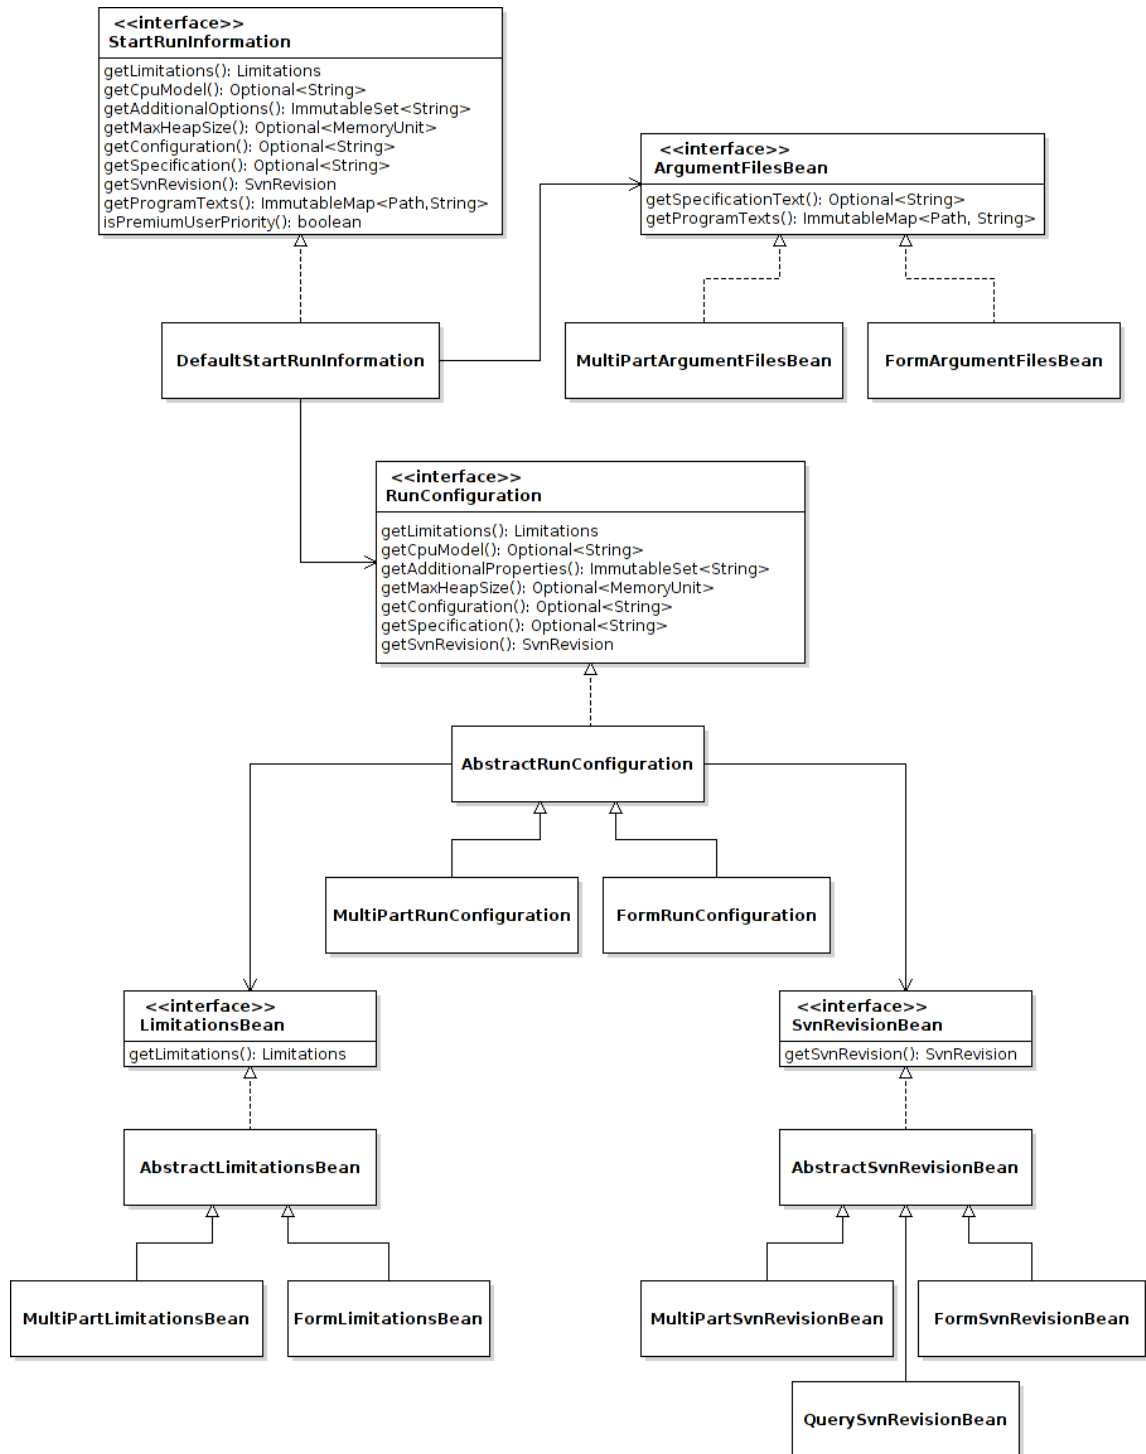 <<interface>>
StartRunInformation
getLimitations(): Limitations
getCpuModel(): Optional<String>
getAdditionalOptions(): ImmutableSet<String>
getMaxHeapSize(): Optional<MemoryUnit>
getConfiguration(): Optional<String>
getSpecification(): Optional<String>
getSvnRevision(): SvnRevision
getProgramTexts(): ImmutableMap<Path,String>
isPremiumUserPriority(): boolean
<<interface>>
ArgumentFilesBean
getSpecificationText(): Optional<String>
getProgramTexts(): ImmutableMap<Path, String>
DefaultStartRunInformation
MultiPartArgumentFilesBean
FormArgumentFilesBean
<<interface>>
RunConfiguration
getLimitations(): Limitations
getCpuModel(): Optional<String>
getAdditionalProperties(): ImmutableSet<String>
getMaxHeapSize(): Optional<MemoryUnit>
getConfiguration(): Optional<String>
getSpecification(): Optional<String>
getSvnRevision(): SvnRevision
AbstractRunConfiguration
MultiPartRunConfiguration
FormRunConfiguration
<<interface>>
LimitationsBean
getLimitations(): Limitations
<<interface>>
SvnRevisionBean
getSvnRevision(): SvnRevision
AbstractLimitationsBean
AbstractSvnRevisionBean
MultiPartLimitationsBean
FormLimitationsBean
MultiPartSvnRevisionBean
FormSvnRevisionBean
QuerySvnRevisionBean